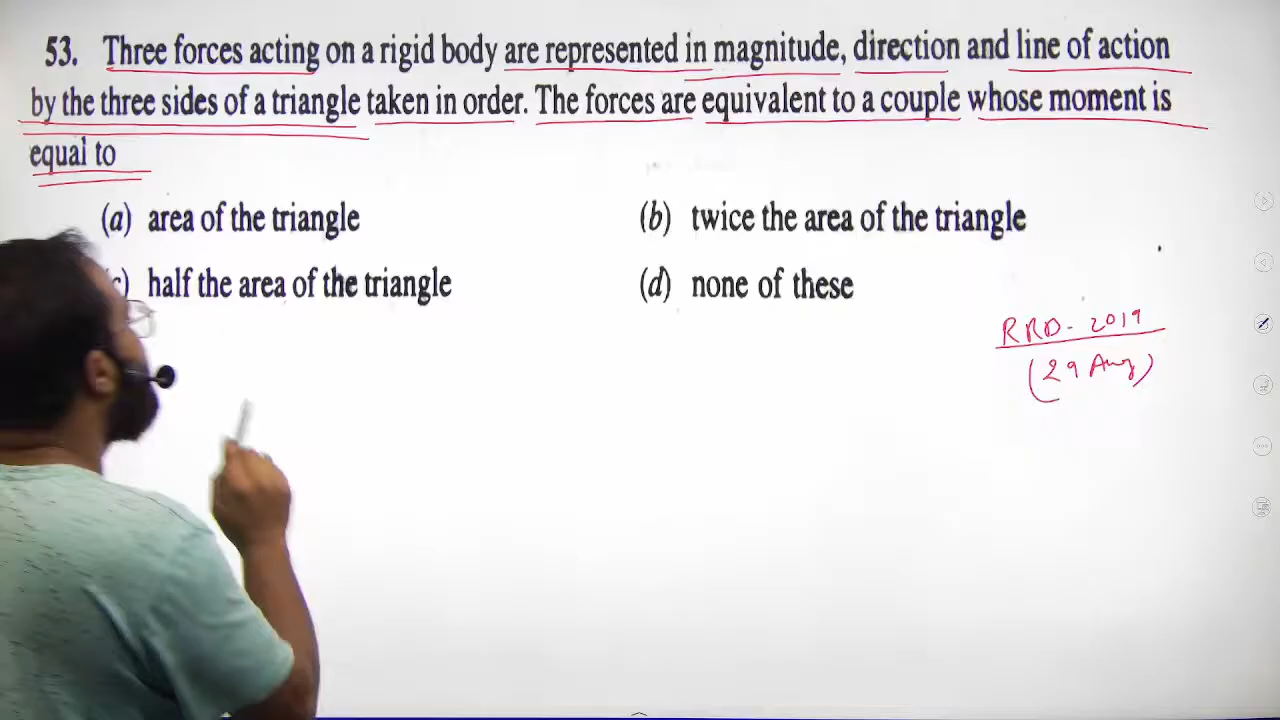 53. Three forces acting on a rigid body are represented in magnitude, direction and line of action
by the three sides of a triangle taken in order. The forces are equivalent to a couple whose moment is
equal to
(a) area of the triangle (b) twice the area of the triangle
c) half the area of the triangle (d) none of these
RRB - 2019
(29 Aug)